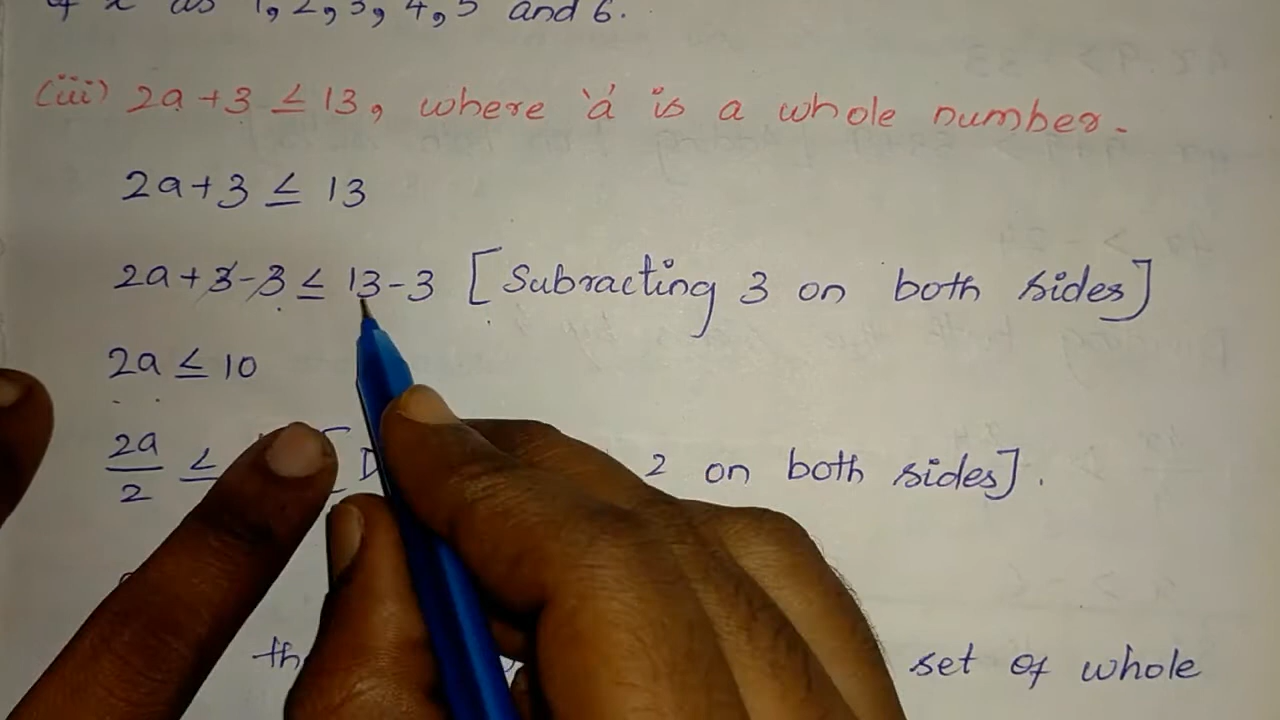 of x as 1, 2, 3, 4, 5 and 6.
(iii) 2a + 3 ≤ 13, where 'a' is a whole number.
2a + 3 ≤ 13
2a + 3 - 3 ≤ 13 - 3 [Subracting 3 on both sides]
2a ≤ 10
2a/2 ≤ [D 2 on both sides].
set of whole